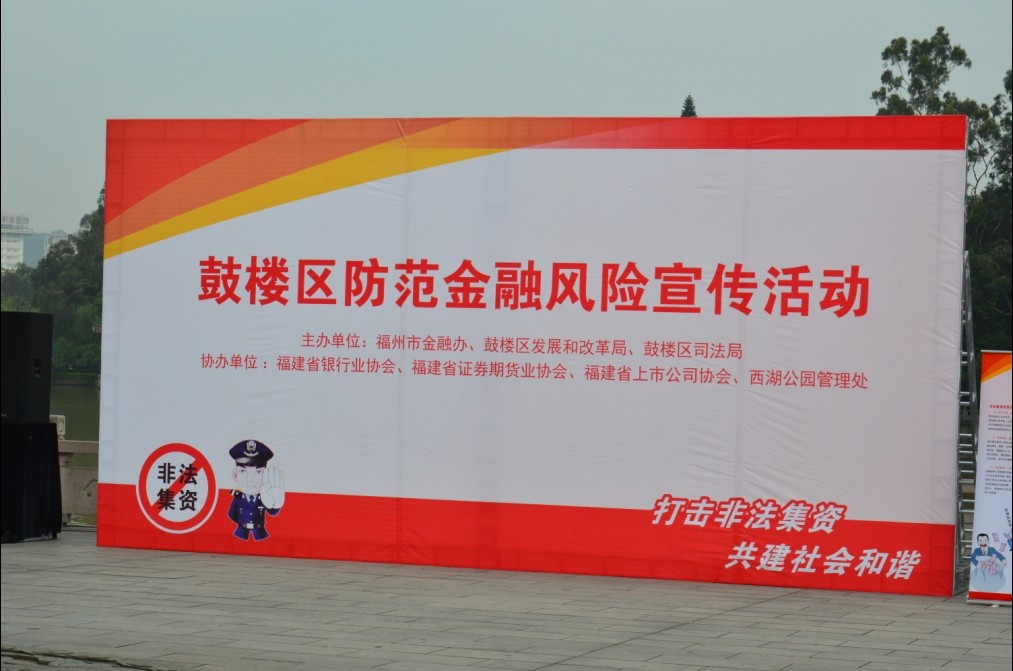 鼓楼区防范金融风险宣传活动
主办单位：福州市金融办、鼓楼区发展和改革局、鼓楼区司法局
协办单位：福建省银行业协会、福建省证券期货业协会、福建省上市公司协会、西湖公园管理处
非法
集资
打击非法集资
共建社会和谐